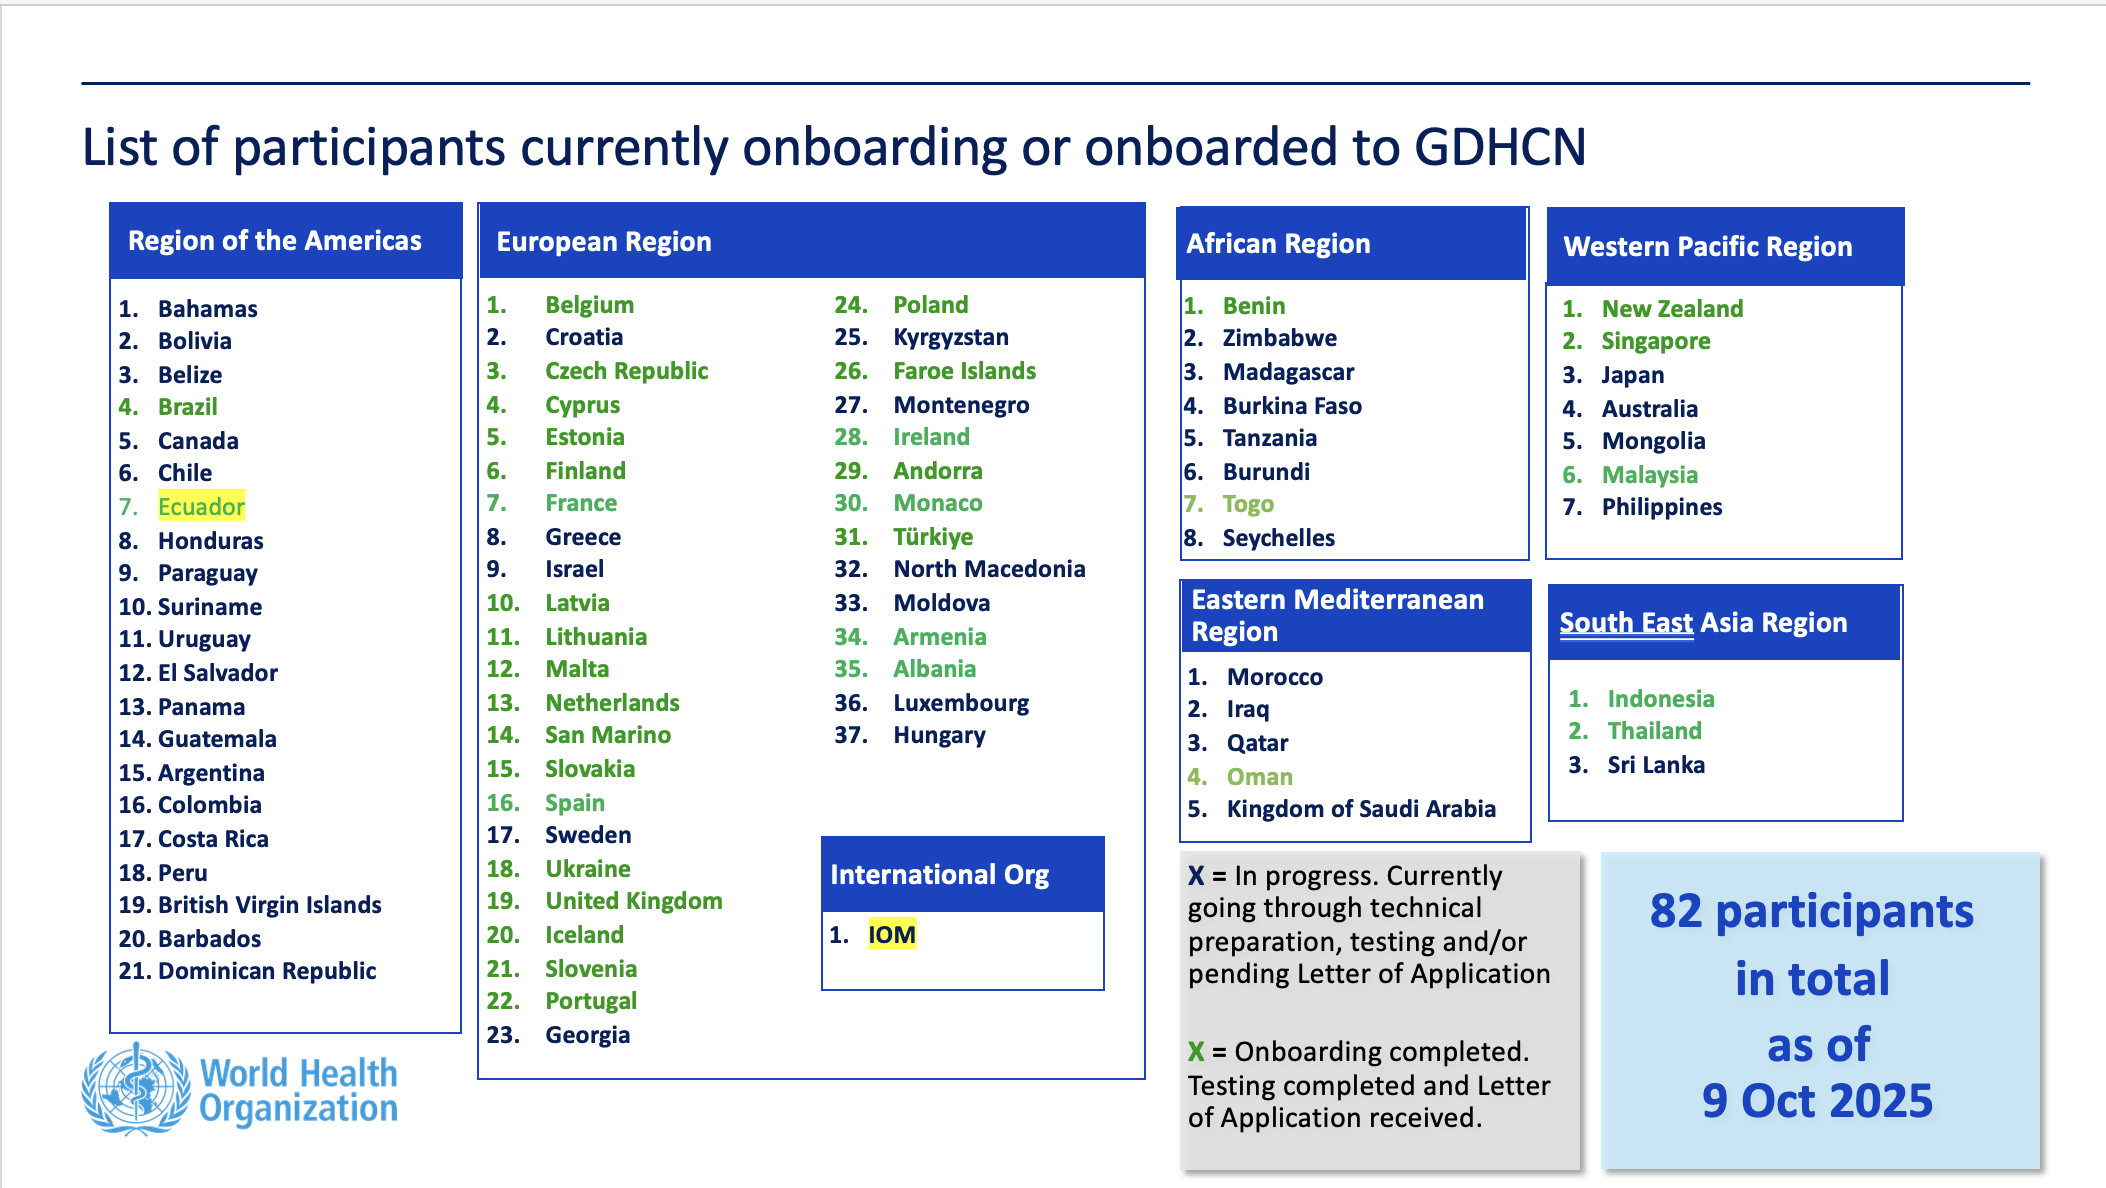 List of participants currently onboarding or onboarded to GDHCN
Region of the Americas
1. Bahamas
2. Bolivia
3. Belize
4. Brazil
5. Canada
6. Chile
7. Ecuador
8. Honduras
9. Paraguay
10. Suriname
11. Uruguay
12. El Salvador
13. Panama
14. Guatemala
15. Argentina
16. Colombia
17. Costa Rica
18. Peru
19. British Virgin Islands
20. Barbados
21. Dominican Republic
European Region
1. Belgium
2. Croatia
3. Czech Republic
4. Cyprus
5. Estonia
6. Finland
7. France
8. Greece
9. Israel
10. Latvia
11. Lithuania
12. Malta
13. Netherlands
14. San Marino
15. Slovakia
16. Spain
17. Sweden
18. Ukraine
19. United Kingdom
20. Iceland
21. Slovenia
22. Portugal
23. Georgia
24. Poland
25. Kyrgyzstan
26. Faroe Islands
27. Montenegro
28. Ireland
29. Andorra
30. Monaco
31. Türkiye
32. North Macedonia
33. Moldova
34. Armenia
35. Albania
36. Luxembourg
37. Hungary
International Org
1. IOM
African Region
1. Benin
2. Zimbabwe
3. Madagascar
4. Burkina Faso
5. Tanzania
6. Burundi
7. Togo
8. Seychelles
Western Pacific Region
1. New Zealand
2. Singapore
3. Japan
4. Australia
5. Mongolia
6. Malaysia
7. Philippines
Eastern Mediterranean
Region
1. Morocco
2. Iraq
3. Qatar
4. Oman
5. Kingdom of Saudi Arabia
South East Asia Region
1. Indonesia
2. Thailand
3. Sri Lanka
X = In progress. Currently
going through technical
preparation, testing and/or
pending Letter of Application
X = Onboarding completed.
Testing completed and Letter
of Application received.
82 participants
in total
as of
9 Oct 2025
World Health
Organization